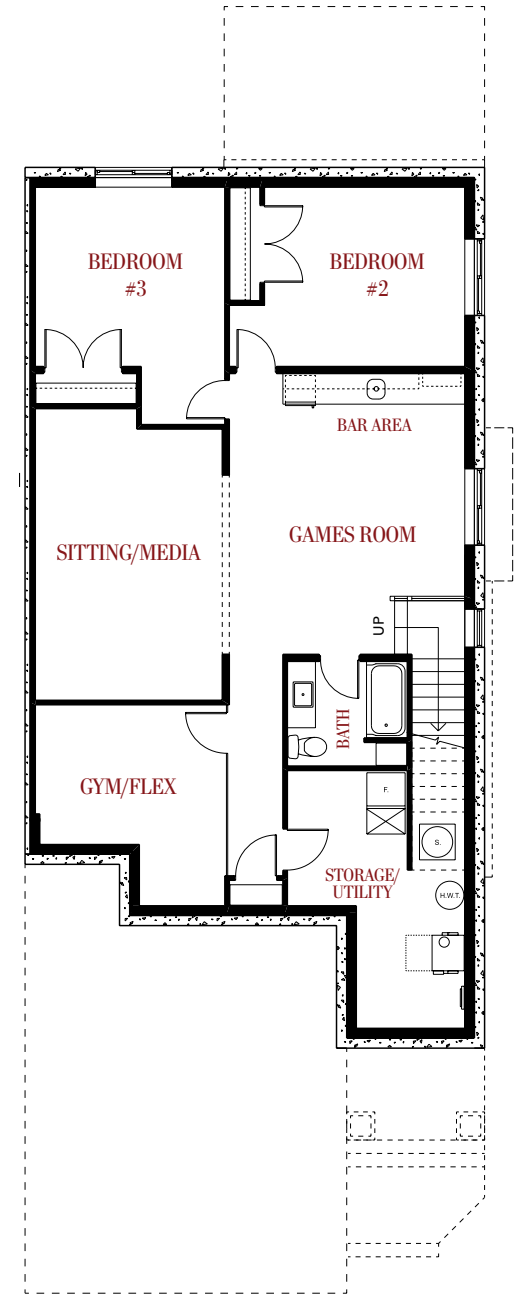 BEDROOM
#3
BEDROOM
#2
BAR AREA
SITTING/MEDIA
GAMES ROOM
UP
BATH
GYM/FLEX
F.
S.
STORAGE/
UTILITY
H.W.T.